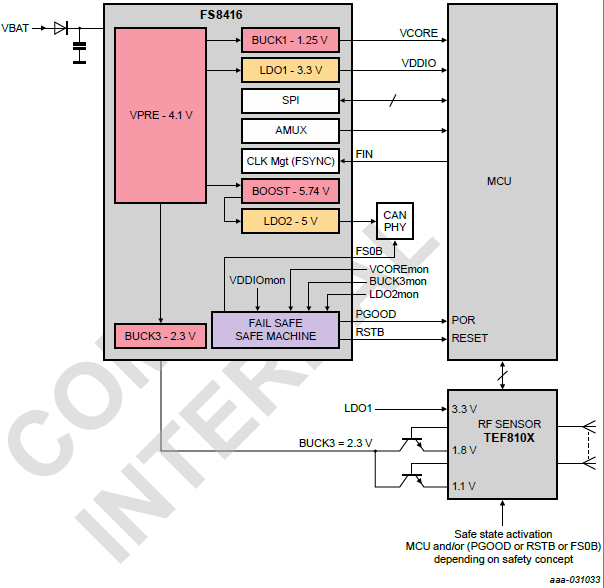 FS8416
VBAT
VPRE - 4.1 V
BUCK1 - 1.25 V
VCORE
LDO1 - 3.3 V
VDDIO
SPI
AMUX
CLK Mgt (FSYNC)
FIN
MCU
BOOST - 5.74 V
LDO2 - 5 V
CAN
PHY
FS0B
VDDIOmon
VCOREmon
BUCK3mon
LDO2mon
FAIL SAFE
SAFE MACHINE
PGOOD
POR
RSTB
RESET
BUCK3 - 2.3 V
LDO1
3.3 V
RF SENSOR
TEF810X
BUCK3 = 2.3 V
1.8 V
1.1 V
Safe state activation
MCU and/or (PGOOD or RSTB or FS0B)
depending on safety concept
aaa-031033